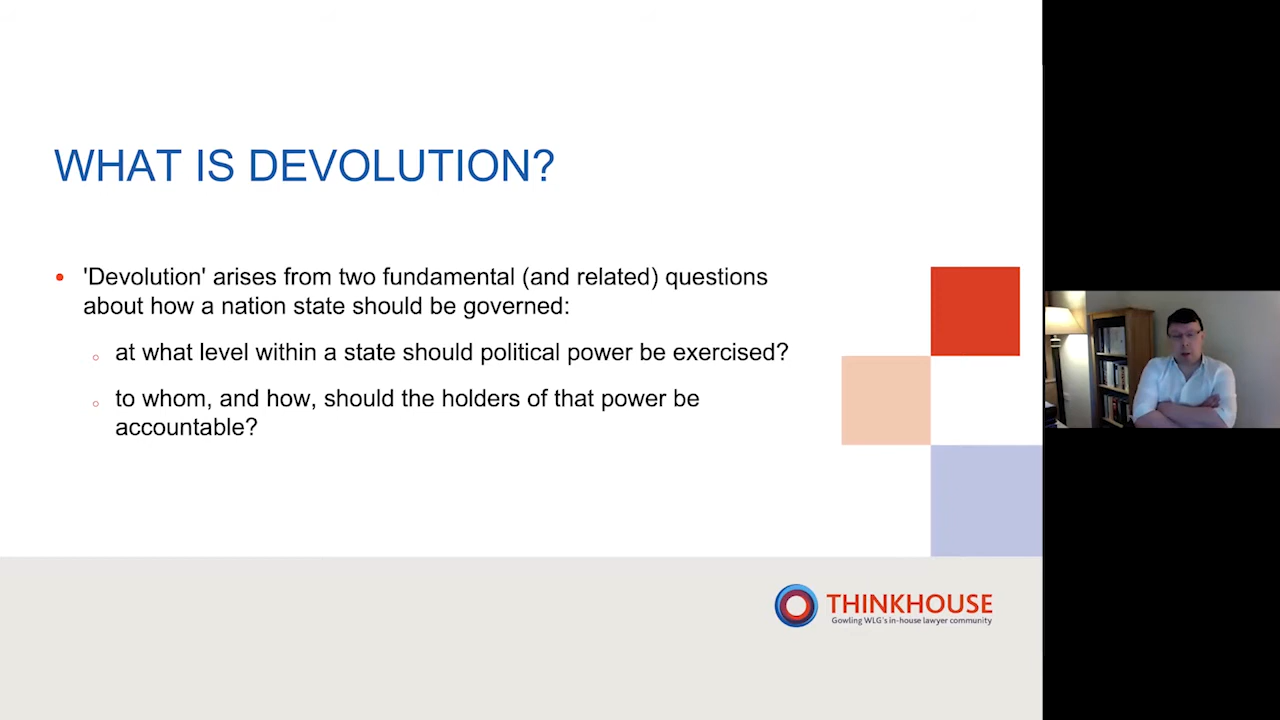 WHAT IS DEVOLUTION?
'Devolution' arises from two fundamental (and related) questions
about how a nation state should be governed:
at what level within a state should political power be exercised?
to whom, and how, should the holders of that power be
accountable?
THINKHOUSE
Gowling WLG's in-house lawyer community